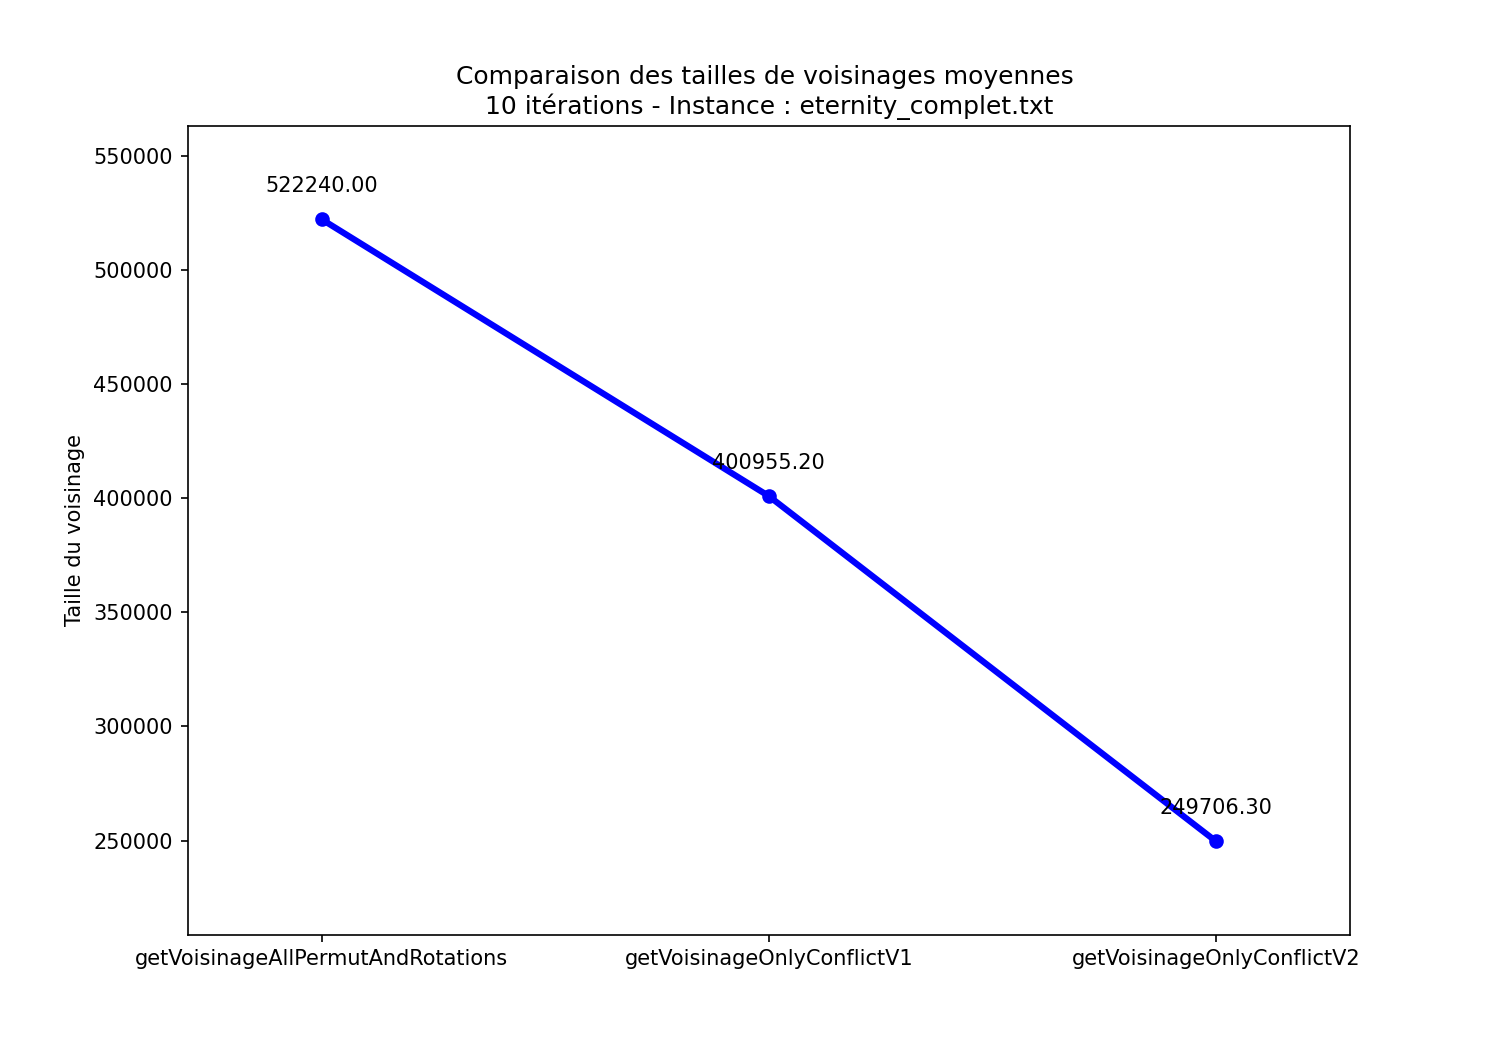 Comparaison des tailles de voisinages moyennes
10 itérations - Instance : eternity_complet.txt
550000
522240.00
500000
450000
400955.20
400000
Taille du voisinage
350000
300000
249706.30
250000
getVoisinageAllPermutAndRotations
getVoisinageOnlyConflictV1
getVoisinageOnlyConflictV2